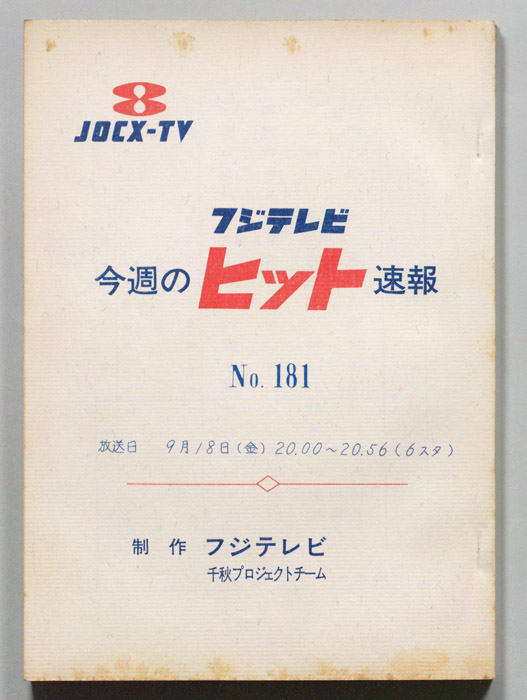 8
JOCX-TV
フジテレビ
今週のヒット速報
No. 181
放送日 9月18日(金) 20.00~20.56(6スタ)
制作 フジテレビ
千秋プロジェクトチーム